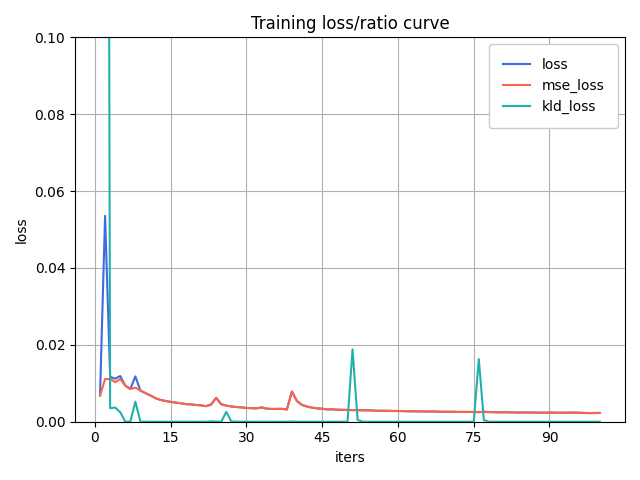 Training loss/ratio curve
loss
mse_loss
kld_loss
0.10
0.08
0.06
0.04
0.02
0.00
loss
0 15 30 45 60 75 90
iters